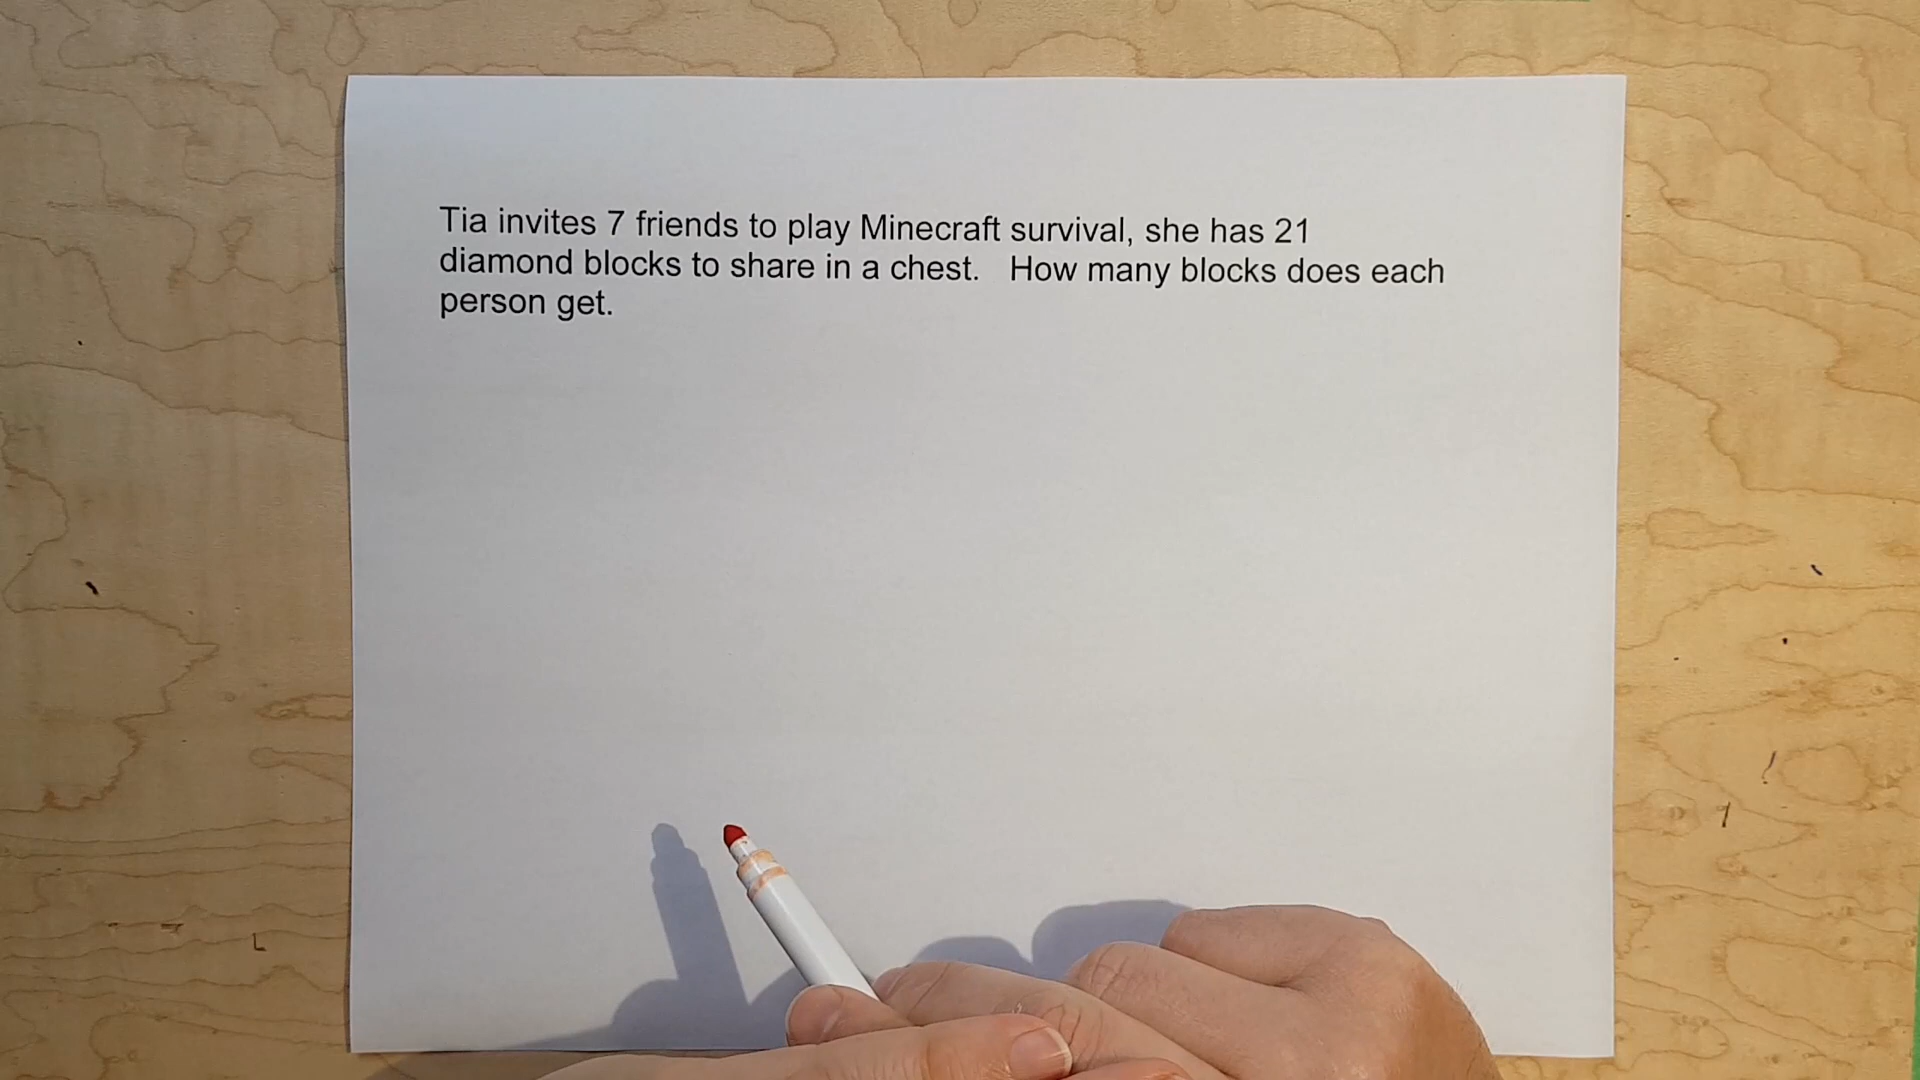 Tia invites 7 friends to play Minecraft survival, she has 21
diamond blocks to share in a chest.   How many blocks does each
person get.